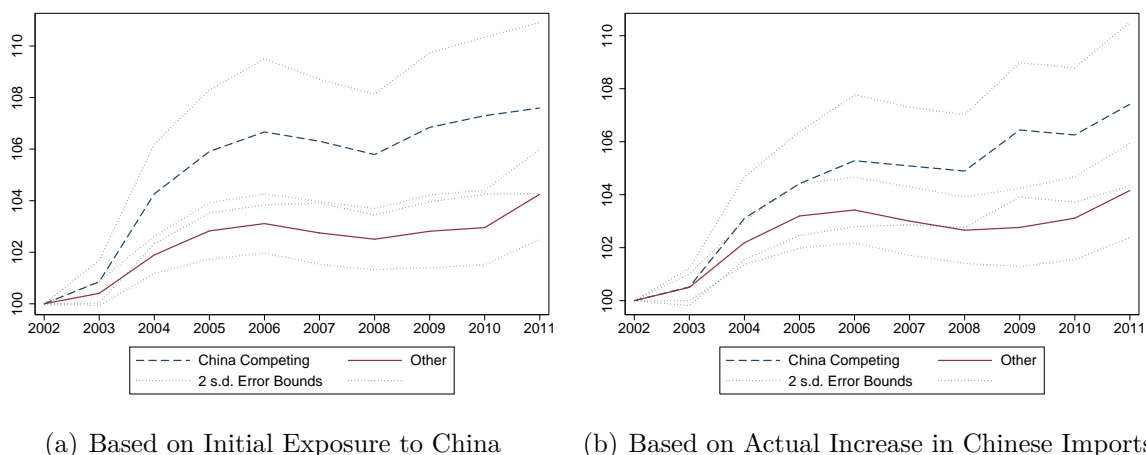 110
108
106
104
102
100
2002 2003 2004 2005 2006 2007 2008 2009 2010 2011
China Competing Other
2 s.d. Error Bounds
(a) Based on Initial Exposure to China
110
108
106
104
102
100
2002 2003 2004 2005 2006 2007 2008 2009 2010 2011
China Competing Other
2 s.d. Error Bounds
(b) Based on Actual Increase in Chinese Imports